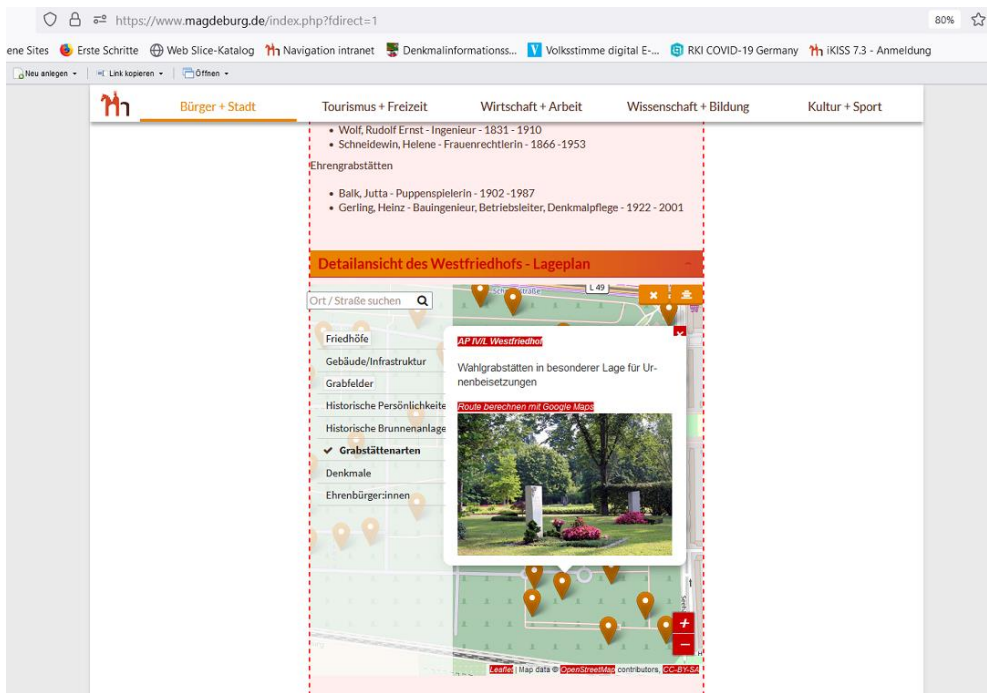 https://www.magdeburg.de/index.php?fdirect=1
80%
ene Sites
Erste Schritte
Web Slice-Katalog
Navigation intranet
Denkmalinformationss...
Volksstimme digital E-...
RKI COVID-19 Germany
iKISS 7.3 - Anmeldung
Neu anlegen
Link kopieren
Öffnen
Bürger + Stadt
Tourismus + Freizeit
Wirtschaft + Arbeit
Wissenschaft + Bildung
Kultur + Sport
• Wolf, Rudolf Ernst - Ingenieur - 1831 - 1910
• Schneidewin, Helene - Frauenrechtlerin - 1866 -1953
Ehrengrabstätten
• Balk, Jutta - Puppenspielerin - 1902 -1987
• Gerling, Heinz - Bauingenieur, Betriebsleiter, Denkmalpflege - 1922 - 2001
Detailansicht des Westfriedhofs - Lageplan
Ort / Straße suchen
L 49
Friedhöfe
Gebäude/Infrastruktur
Grabfelder
Historische Persönlichkeite
Historische Brunnenanlage
Grabstättenarten
Denkmale
Ehrenbürger:innen
AP IV/L Westfriedhof
Wahlgrabstätten in besonderer Lage für Ur-
nenbeisetzungen
Route berechnen mit Google Maps
+
−
Leaflet | Map data © OpenStreetMap contributors, CC-BY-SA